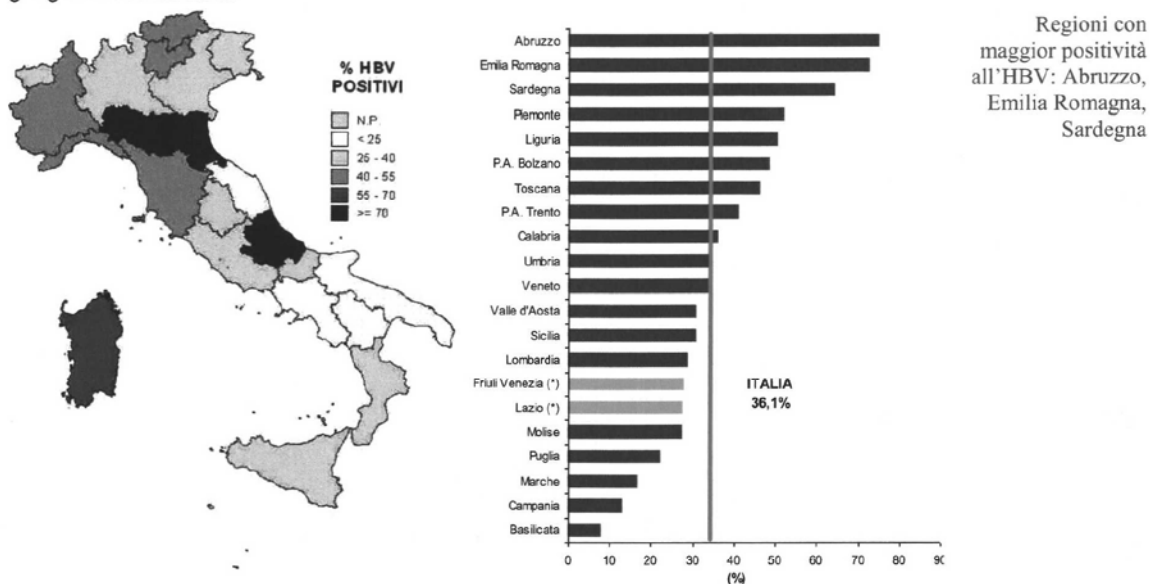 % HBV
POSITIVI
N.P.
< 25
25 - 40
40 - 55
55 - 70
>= 70
Abruzzo
Emilia Romagna
Sardegna
Piemonte
Liguria
P.A. Bolzano
Toscana
P.A. Trento
Calabria
Umbria
Veneto
Valle d'Aosta
Sicilia
Lombardia
Friuli Venezia (*)
Lazio (*)
Molise
Puglia
Marche
Campania
Basilicata
ITALIA
36,1%
0 10 20 30 40 50 60 70 80
(%)
Regioni con
maggior positività
all'HBV: Abruzzo,
Emilia Romagna,
Sardegna